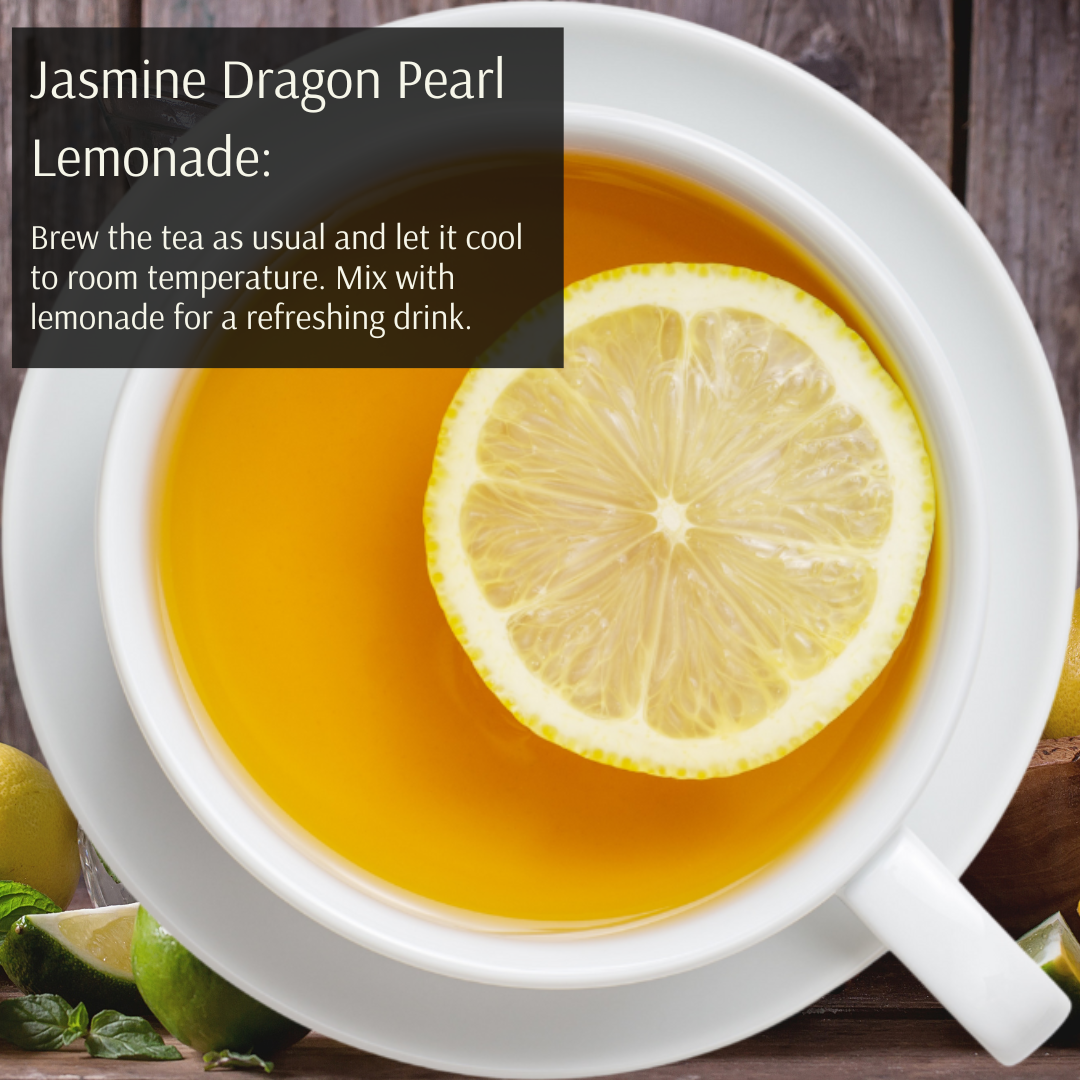 Jasmine Dragon Pearl
Lemonade:
Brew the tea as usual and let it cool
to room temperature. Mix with
lemonade for a refreshing drink.